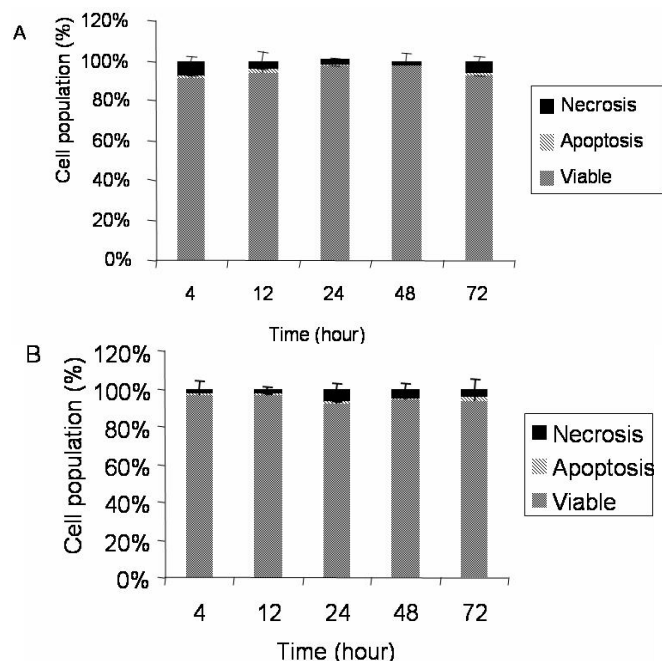 A
120%
100%
80%
60%
40%
20%
0%
Cell population (%)
4 12 24 48 72
Time (hour)
Necrosis
Apoptosis
Viable
B
120%
100%
80%
60%
40%
20%
0%
Cell population (%)
4 12 24 48 72
Time (hour)
Necrosis
Apoptosis
Viable